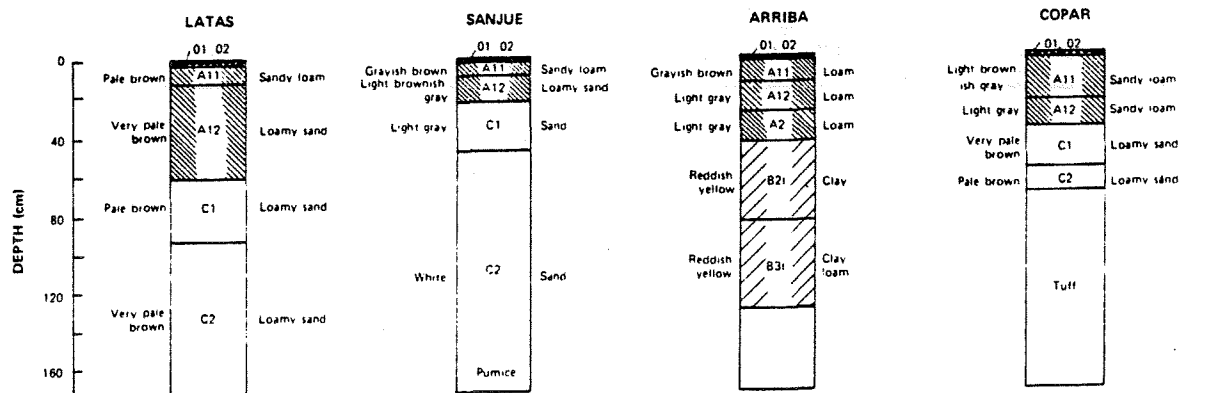 LATAS
SANJUE
ARRIBA
COPAR
DEPTH (cm)
0
40
80
120
160
01 02
Pale brown
A11
Sandy loam
Very pale
brown
A12
Loamy sand
Pale brown
C1
Loamy sand
Very pale
brown
C2
Loamy sand
01 02
Grayish brown
A11
Sandy loam
Light brownish
gray
A12
Loamy sand
Light gray
C1
Sand
White
C2
Sand
Pumice
01 02
Grayish brown
A11
Loam
Light gray
A12
Loam
Light gray
A2
Loam
Reddish
yellow
B2t
Clay
Reddish
yellow
B3t
Clay
loam
01 02
Light brown
ish gray
A11
Sandy loam
Light gray
A12
Sandy loam
Very pale
brown
C1
Loamy sand
Pale brown
C2
Loamy sand
Tuff